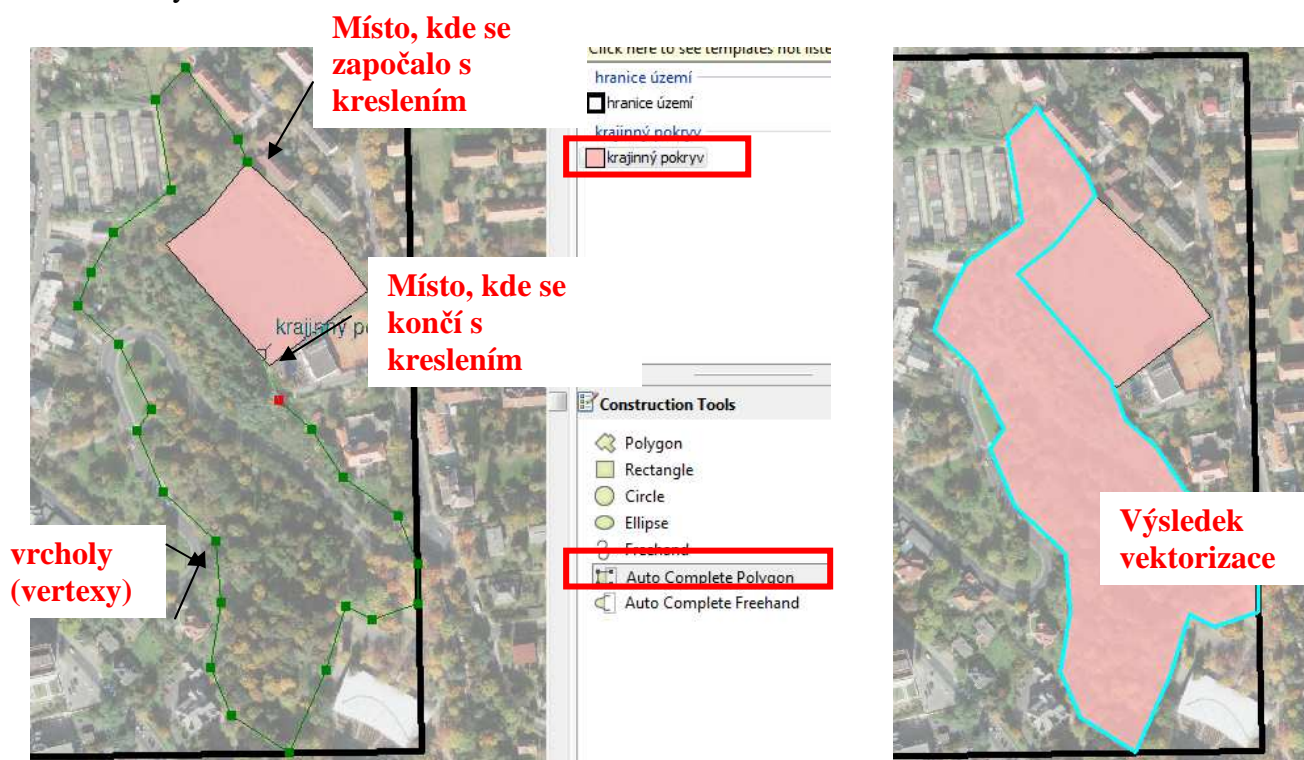 Místo, kde se
započalo s
kreslením
Místo, kde se
končí s
kreslením
krajinný p
vrcholy
(vertexy)
Click here to see templates not liste
hranice území
hranice území
krajinný pokryv
krajinný pokryv
Construction Tools
Polygon
Rectangle
Circle
Ellipse
Freehand
Auto Complete Polygon
Auto Complete Freehand
Výsledek
vektorizace